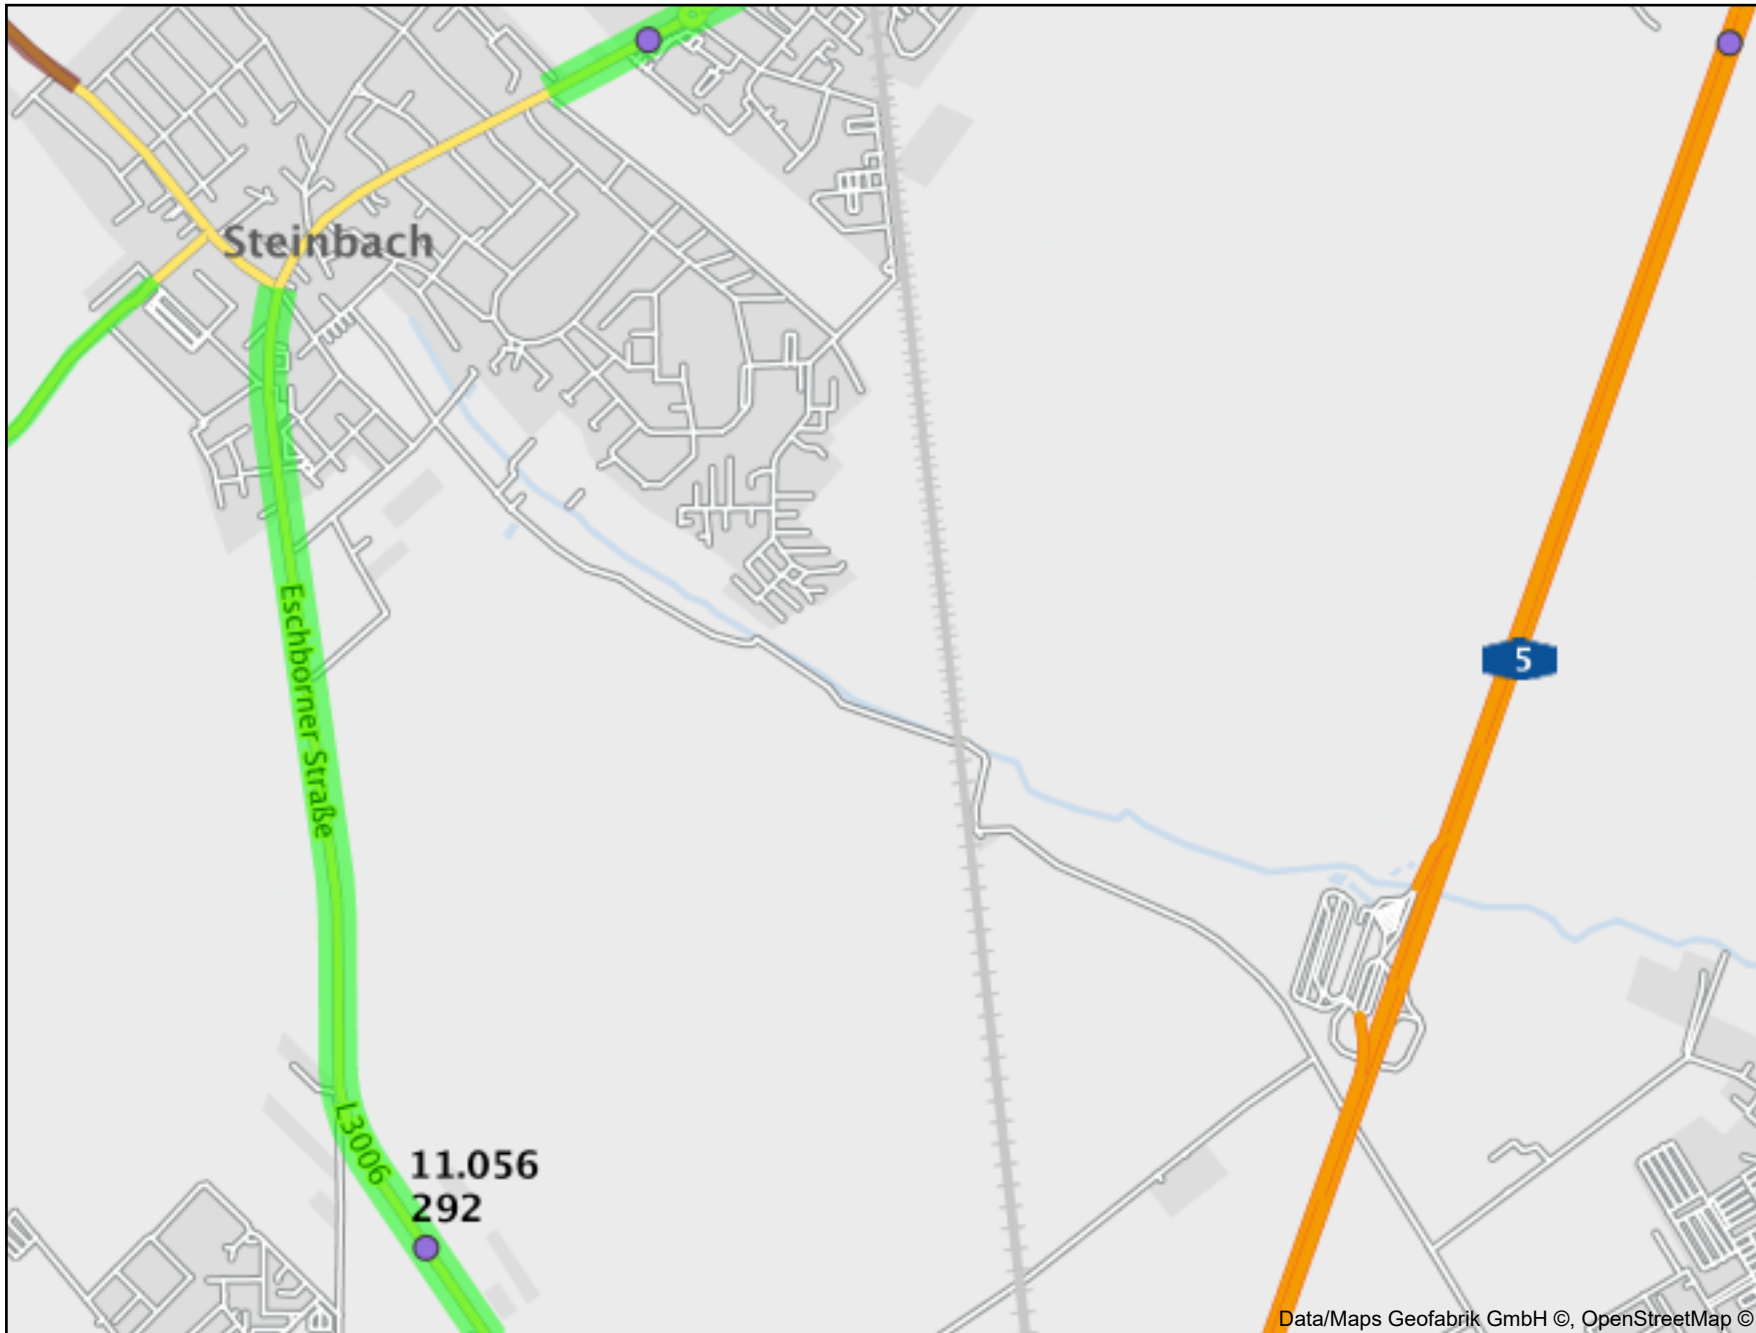 Steinbach
Eschborner Straße
5
L3006
11.056
292
Data/Maps Geofabrik GmbH ©, OpenStreetMap ©